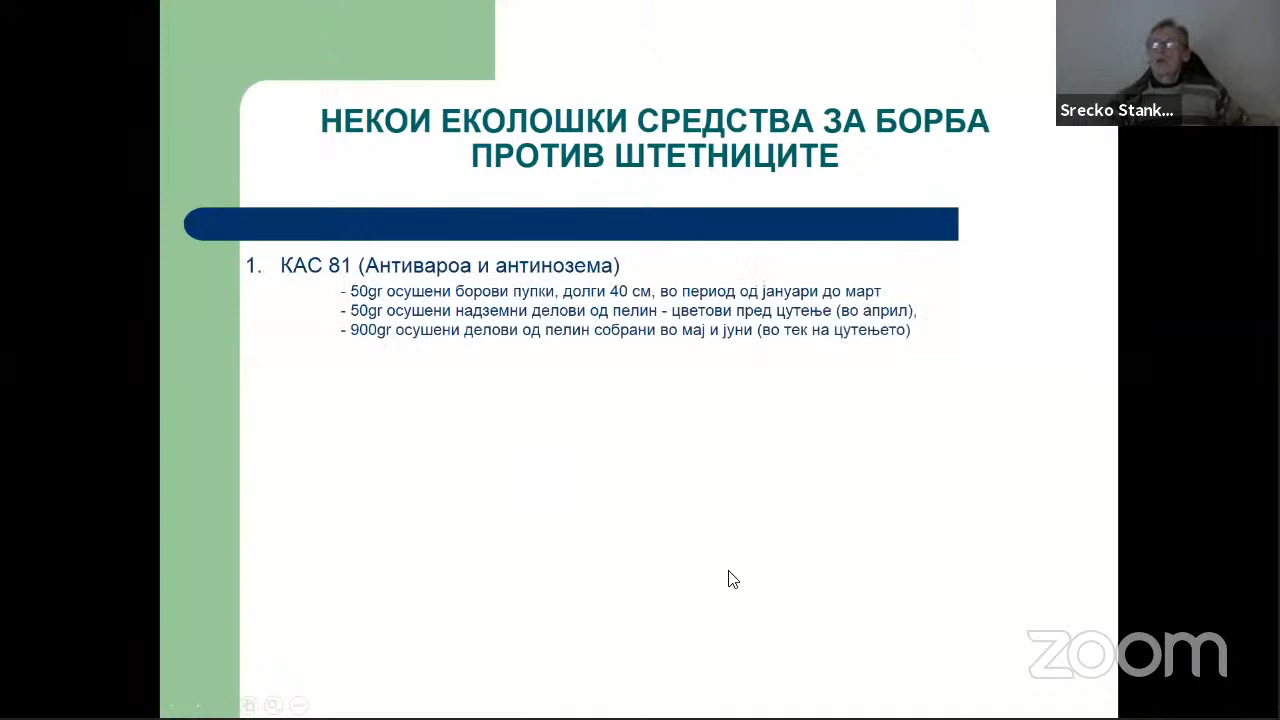 НЕКОИ ЕКОЛОШКИ СРЕДСТВА ЗА БОРБА
ПРОТИВ ШТЕТНИЦИТЕ
1. КАС 81 (Антивароа и антинозема)
- 50gr осушени борови пупки, долги 40 см, во период од јануари до март
- 50gr осушени надземни делови од пелин - цветови пред цутење (во април),
- 900gr осушени делови од пелин собрани во мај и јуни (во тек на цутењето)
Srecko Stank...
zoom